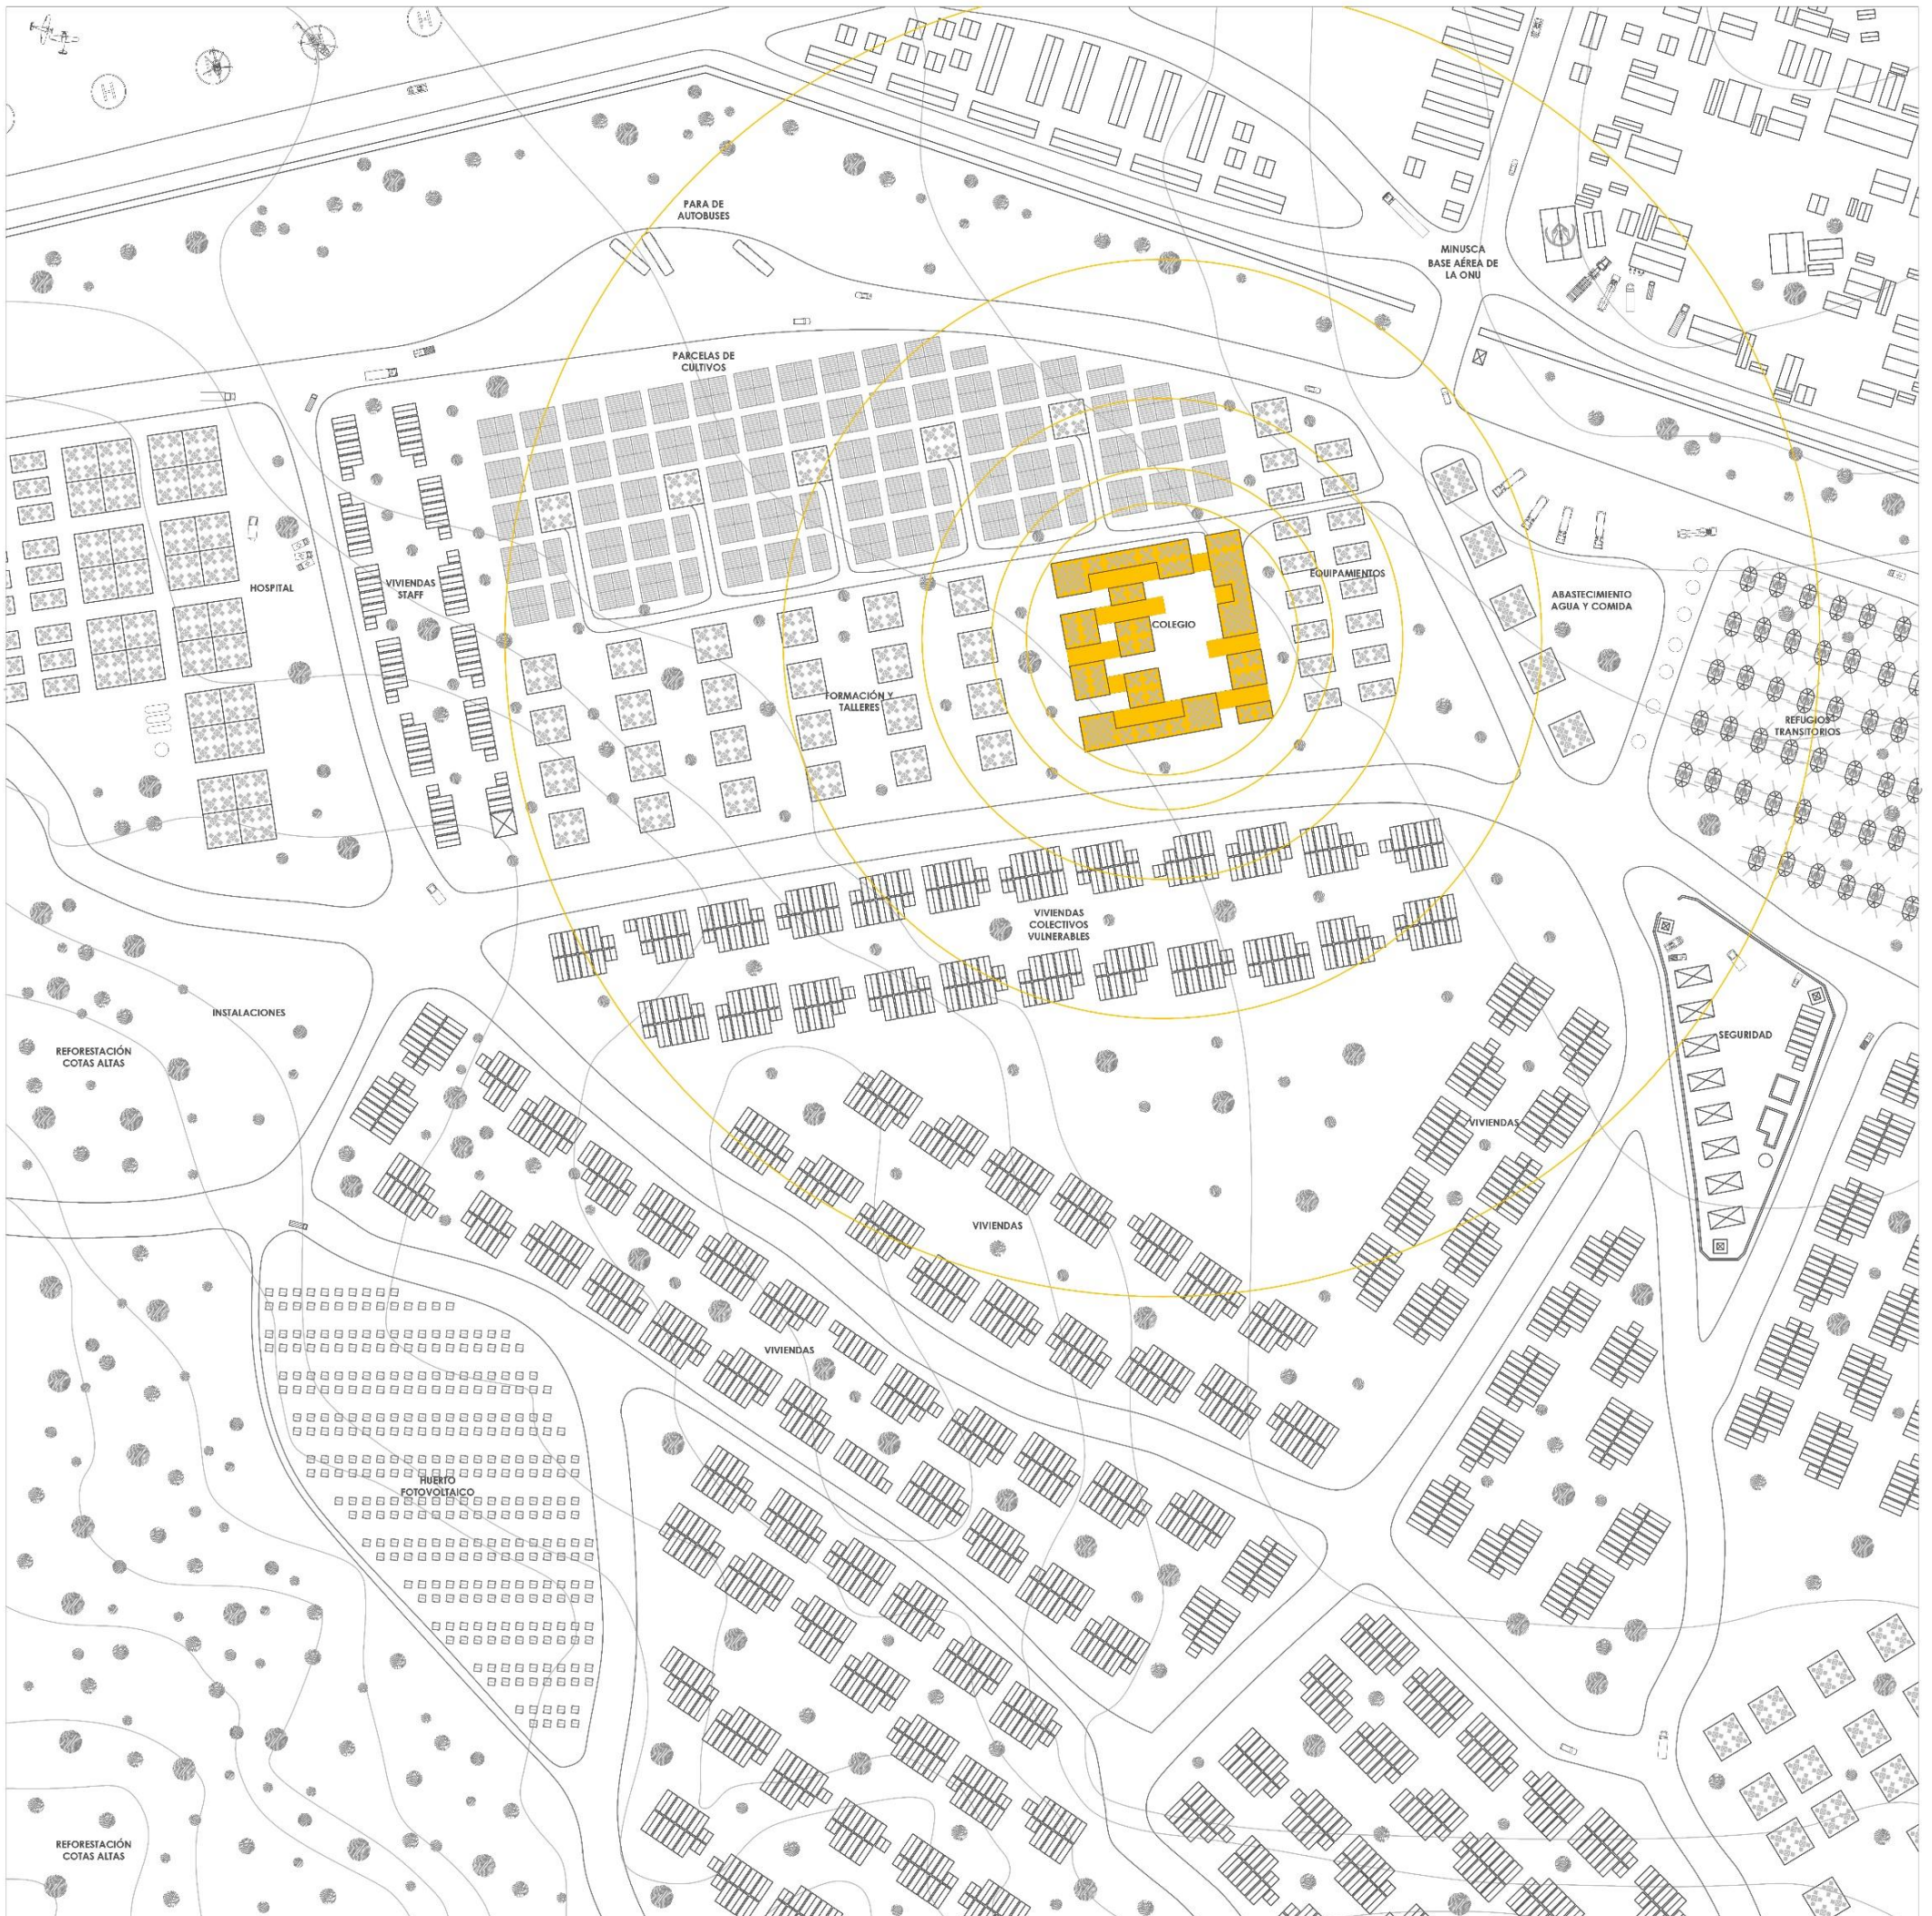 H
H
PARA DE
AUTOBUSES
MINUSCA
BASE AÉREA DE
LA ONU
PARCELAS DE
CULTIVOS
HOSPITAL
VIVIENDAS
STAFF
EQUIPAMIENTOS
ABASTECIMIENTO
AGUA Y COMIDA
COLEGIO
FORMACIÓN Y
TALLERES
REFUGIOS
TRANSITORIOS
VIVIENDAS
COLECTIVOS
VULNERABLES
INSTALACIONES
REFORESTACIÓN
COTAS ALTAS
SEGURIDAD
VIVIENDAS
VIVIENDAS
VIVIENDAS
HUERTO
FOTOVOLTAICO
REFORESTACIÓN
COTAS ALTAS